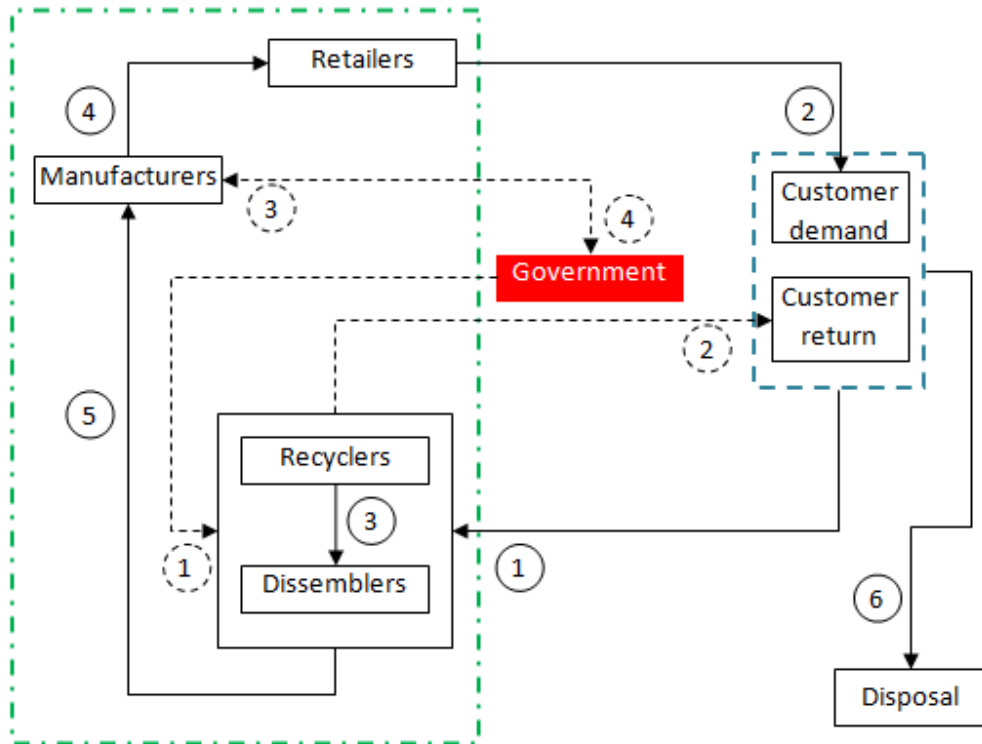 Retailers
4
2
Manufacturers
3
Customer
demand
4
Government
Customer
return
2
5
Recyclers
3
1
Dissemblers
1
6
Disposal